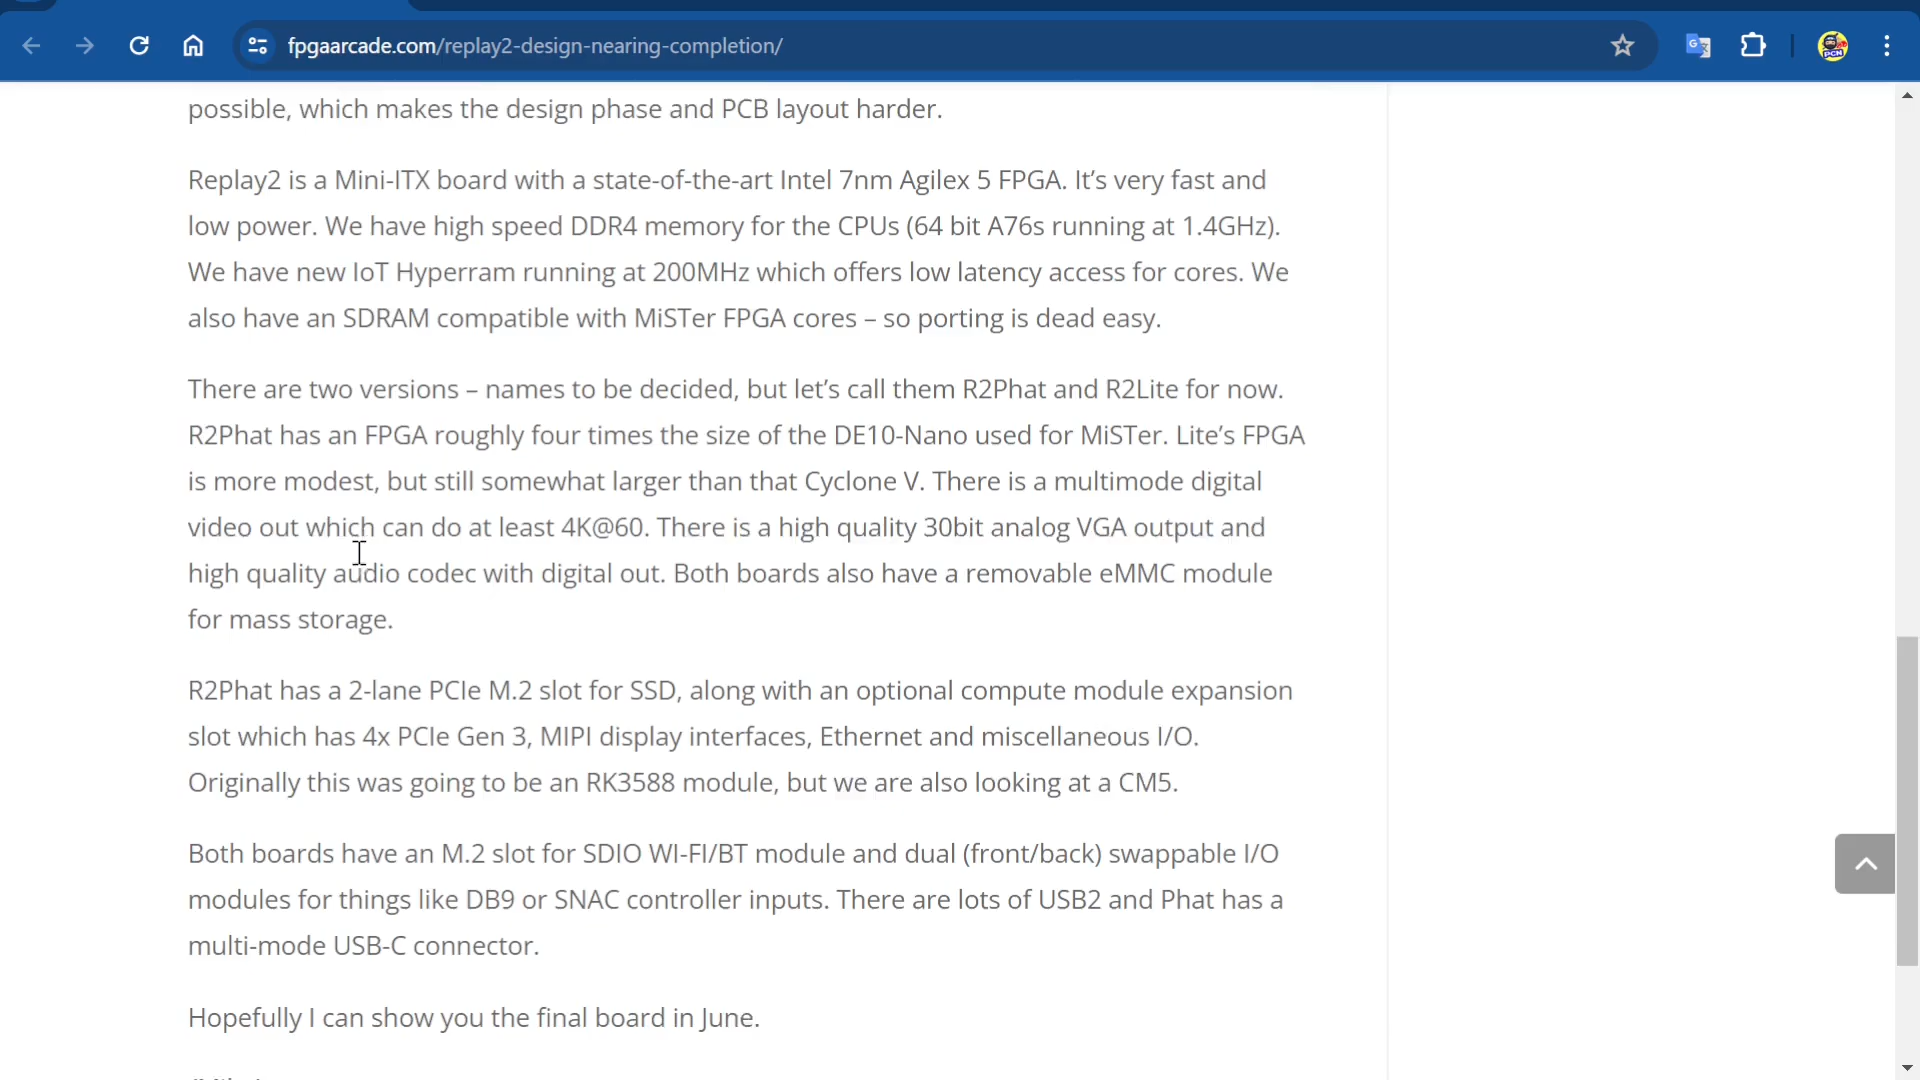 fpgaarcade.com/replay2-design-nearing-completion/
possible, which makes the design phase and PCB layout harder.
Replay2 is a Mini-ITX board with a state-of-the-art Intel 7nm Agilex 5 FPGA. It’s very fast and
low power. We have high speed DDR4 memory for the CPUs (64 bit A76s running at 1.4GHz).
We have new IoT Hyperram running at 200MHz which offers low latency access for cores. We
also have an SDRAM compatible with MiSTer FPGA cores – so porting is dead easy.
There are two versions – names to be decided, but let’s call them R2Phat and R2Lite for now.
R2Phat has an FPGA roughly four times the size of the DE10-Nano used for MiSTer. Lite’s FPGA
is more modest, but still somewhat larger than that Cyclone V. There is a multimode digital
video out which can do at least 4K@60. There is a high quality 30bit analog VGA output and
high quality audio codec with digital out. Both boards also have a removable eMMC module
for mass storage.
R2Phat has a 2-lane PCIe M.2 slot for SSD, along with an optional compute module expansion
slot which has 4x PCIe Gen 3, MIPI display interfaces, Ethernet and miscellaneous I/O.
Originally this was going to be an RK3588 module, but we are also looking at a CM5.
Both boards have an M.2 slot for SDIO WI-FI/BT module and dual (front/back) swappable I/O
modules for things like DB9 or SNAC controller inputs. There are lots of USB2 and Phat has a
multi-mode USB-C connector.
Hopefully I can show you the final board in June.